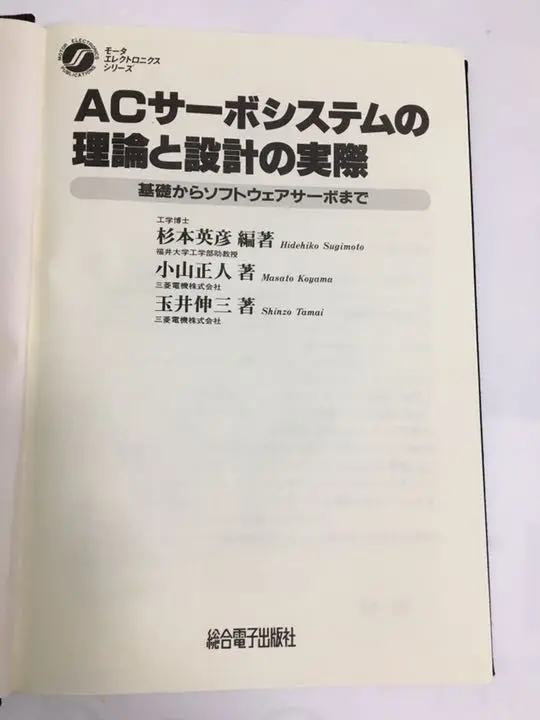 MOTOR ELECTRONICS PUBLICATIONS
モータ
エレクトロニクス
シリーズ
ACサーボシステムの
理論と設計の実際
基礎からソフトウェアサーボまで
工学博士
杉本英彦 編著 Hidehiko Sugimoto
福井大学工学部助教授
小山正人 著 Masato Koyama
三菱電機株式会社
玉井伸三 著 Shinzo Tamai
三菱電機株式会社
総合電子出版社